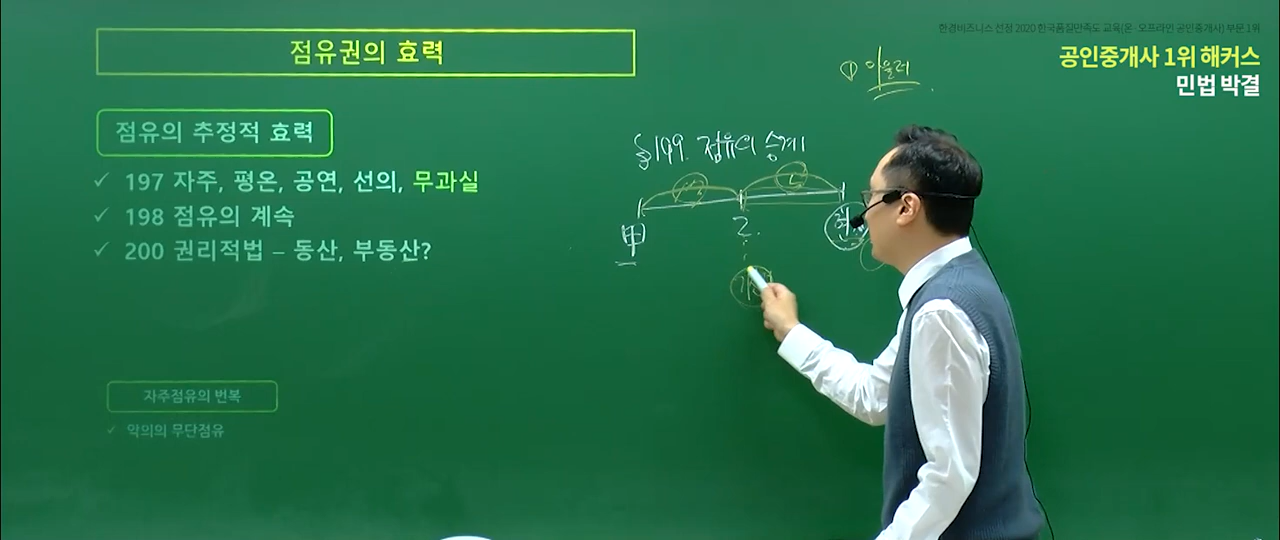 점유권의 효력
한경비즈니스 선정 2020 한국품질만족도 교육(온·오프라인 공인중개사) 부문 1위
공인중개사 1위 해커스
민법 박결
① 아울러
점유의 추정적 효력
§199. 점유의 승계
✓ 197 자주, 평온, 공연, 선의, 무과실
✓ 198 점유의 계속
✓ 200 권리적법 – 동산, 부동산?
甲
자주점유의 번복
✓ 악의의 무단점유